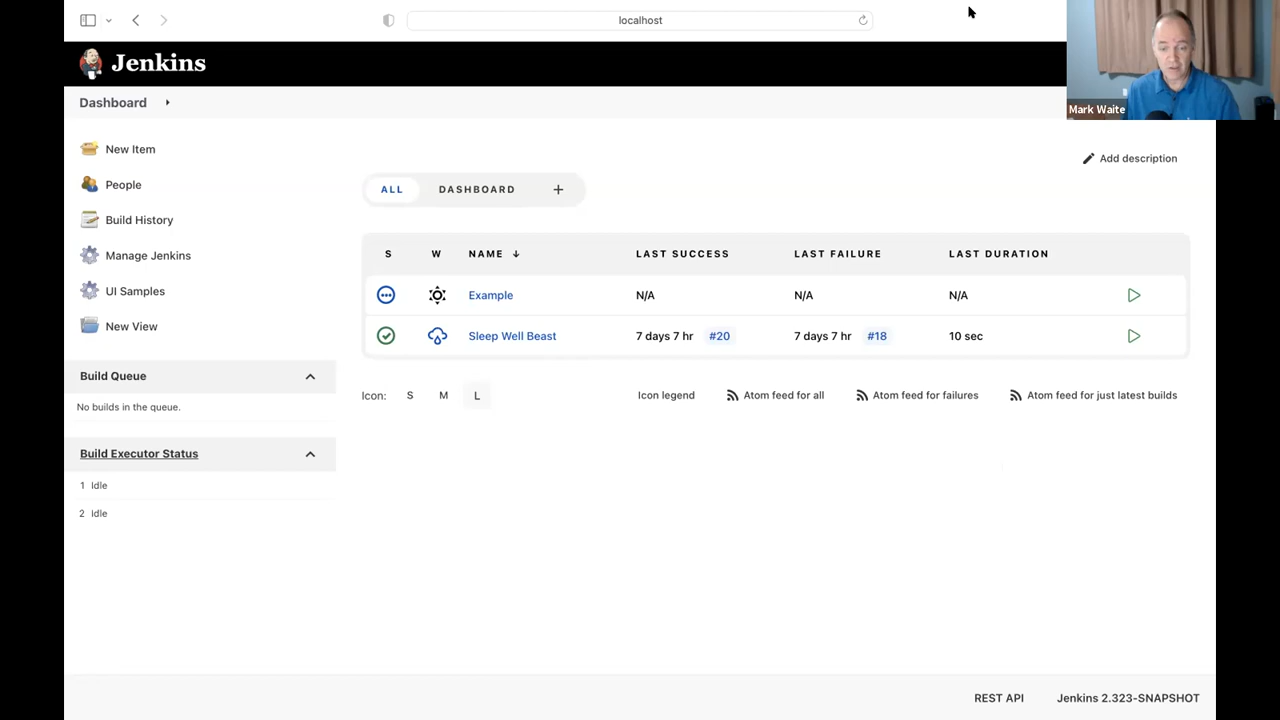 localhost
Jenkins
Mark Waite
Dashboard
New Item
People
Build History
Manage Jenkins
UI Samples
New View
Build Queue
No builds in the queue.
Build Executor Status
1 Idle
2 Idle
Add description
ALL DASHBOARD +
S W NAME ↓ LAST SUCCESS LAST FAILURE LAST DURATION
Example N/A N/A N/A
Sleep Well Beast 7 days 7 hr #20 7 days 7 hr #18 10 sec
Icon: S M L Icon legend Atom feed for all Atom feed for failures Atom feed for just latest builds
REST API Jenkins 2.323-SNAPSHOT